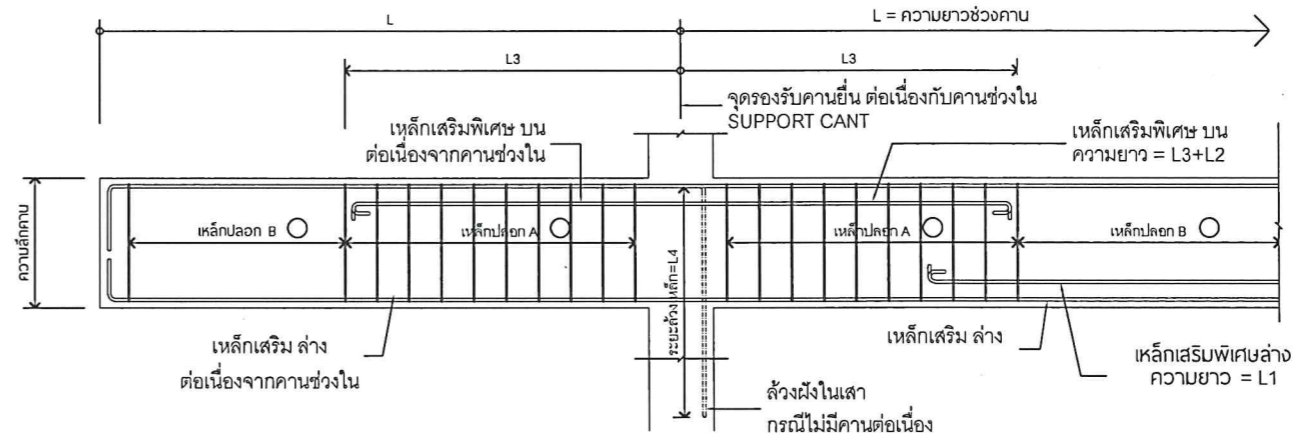 L
L = ความยาวช่วงคาน
L3
L3
จุดรองรับคานยื่น ต่อเนื่องกับคานช่วงใน
SUPPORT CANT
เหล็กเสริมพิเศษ บน
ต่อเนื่องจากคานช่วงใน
เหล็กเสริมพิเศษ บน
ความยาว = L3+L2
ความลึกคาน
เหล็กปลอก B
เหล็กปลอก A
ระยะล้วงเหล็ก=L4
เหล็กปลอก A
เหล็กปลอก B
เหล็กเสริม ล่าง
ต่อเนื่องจากคานช่วงใน
เหล็กเสริม ล่าง
เหล็กเสริมพิเศษล่าง
ความยาว = L1
ล้วงฝังในเสา
กรณีไม่มีคานต่อเนื่อง